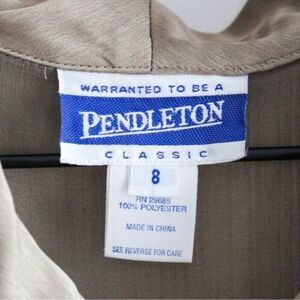 WARRANTED TO BE A
PENDLETON
CLASSIC
8
RN 29685
100% POLYESTER
MADE IN CHINA
SEE REVERSE FOR CARE